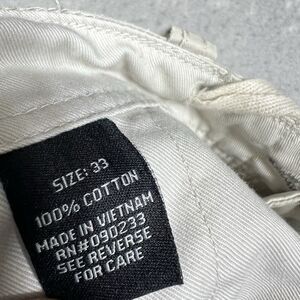 SIZE: 33
100% COTTON
MADE IN VIETNAM
RN#090233
SEE REVERSE
FOR CARE